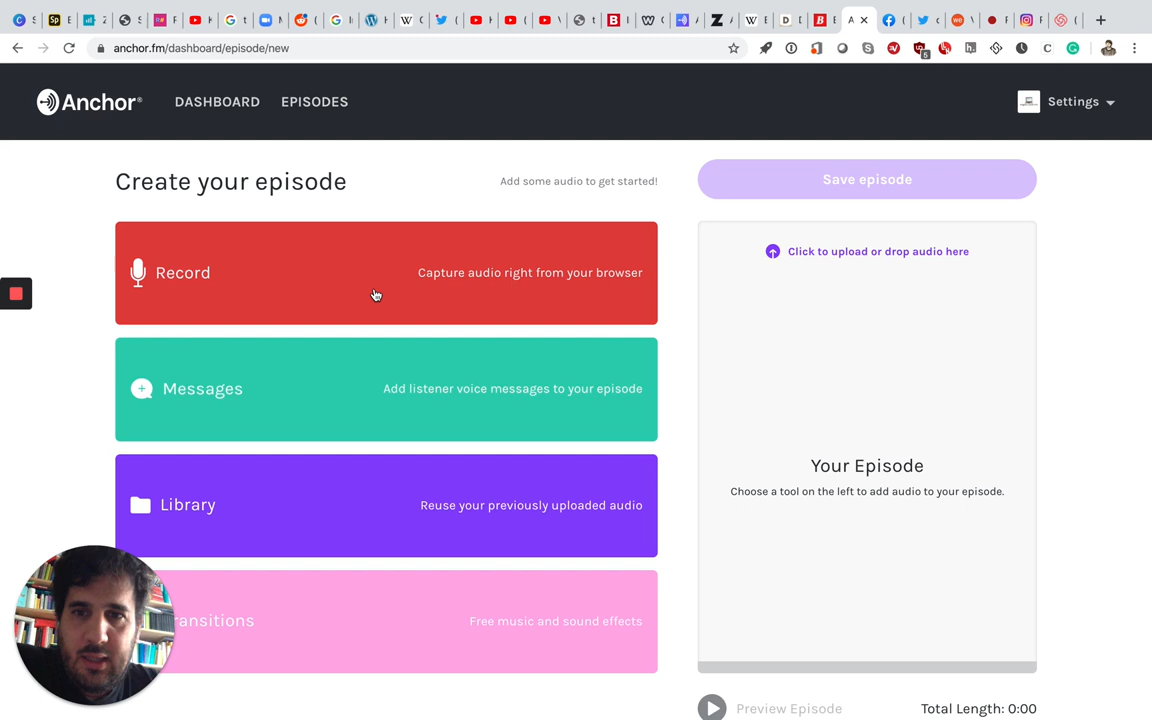 anchor.fm/dashboard/episode/new
5
Anchor
DASHBOARD
EPISODES
Settings
Create your episode
Add some audio to get started!
Save episode
Record
Capture audio right from your browser
Click to upload or drop audio here
Messages
Add listener voice messages to your episode
Your Episode
Choose a tool on the left to add audio to your episode.
Library
Reuse your previously uploaded audio
ransitions
Free music and sound effects
Preview Episode
Total Length: 0:00